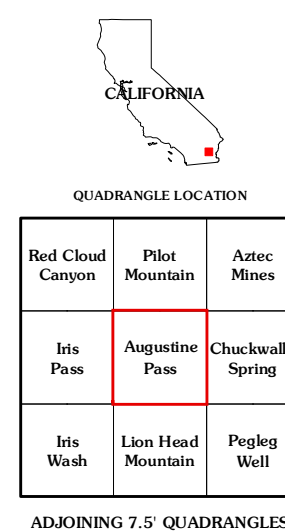 CALIFORNIA
QUADRANGLE LOCATION
Red Cloud
Canyon
Pilot
Mountain
Aztec
Mines
Iris
Pass
Augustine
Pass
Chuckwall
Spring
Iris
Wash
Lion Head
Mountain
Pegleg
Well
ADJOINING 7.5' QUADRANGLES